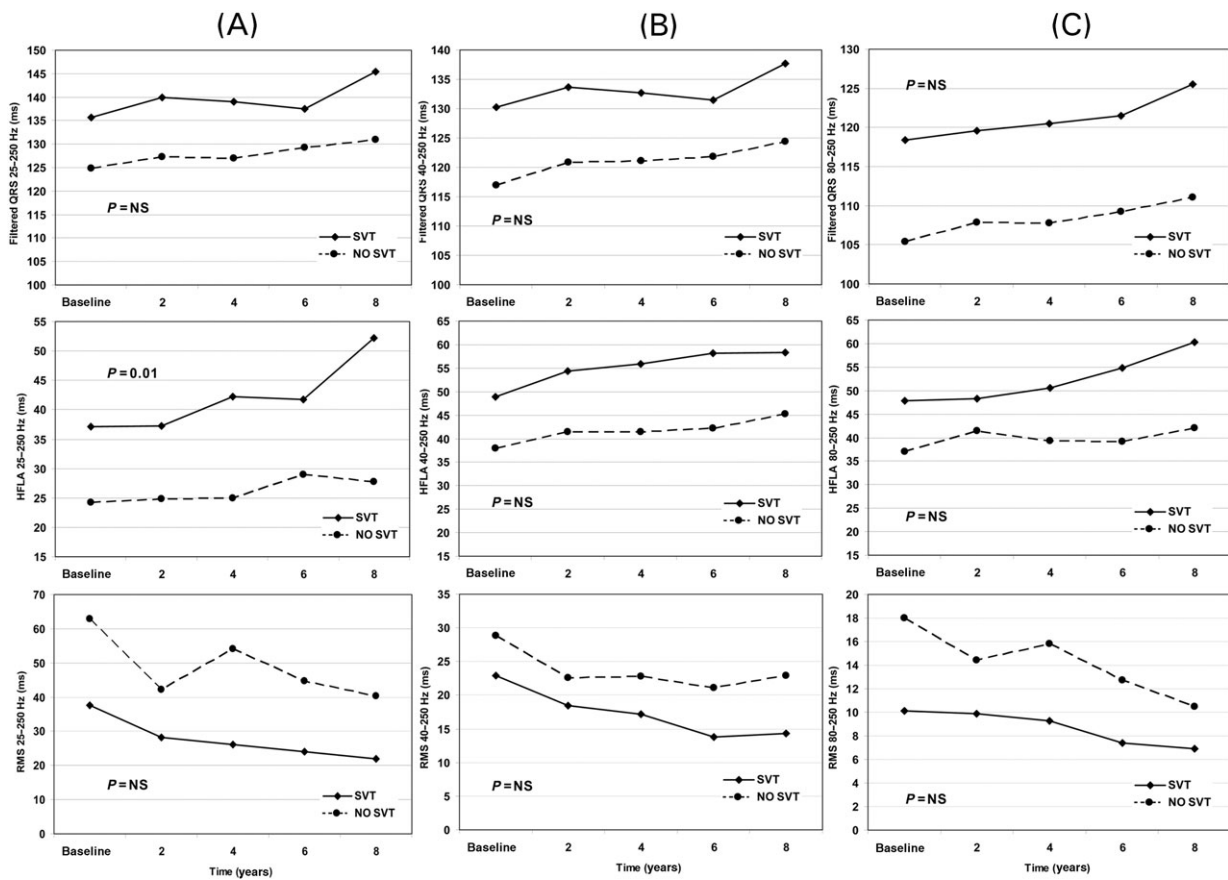 (A)
(B)
(C)
Filtered QRS 25–250 Hz (ms)
150
145
140
135
130
125
120
115
110
105
100
P = NS
SVT
NO SVT
Baseline 2 4 6 8
Filtered QRS 40–250 Hz (ms)
140
135
130
125
120
115
110
105
100
P = NS
SVT
NO SVT
Baseline 2 4 6 8
Filtered QRS 80–250 Hz (ms)
130
125
120
115
110
105
100
P = NS
SVT
NO SVT
Baseline 2 4 6 8
HFLA 25–250 Hz (ms)
55
50
45
40
35
30
25
20
15
P = 0.01
SVT
NO SVT
Baseline 2 4 6 8
HFLA 40–250 Hz (ms)
65
60
55
50
45
40
35
30
25
20
15
P = NS
SVT
NO SVT
Baseline 2 4 6 8
HFLA 80–250 Hz (ms)
65
60
55
50
45
40
35
30
25
20
15
P = NS
SVT
NO SVT
Baseline 2 4 6 8
RMS 25–250 Hz (ms)
70
60
50
40
30
20
10
0
P = NS
SVT
NO SVT
Baseline 2 4 6 8
Time (years)
RMS 40–250 Hz (ms)
40
35
30
25
20
15
10
5
0
P = NS
SVT
NO SVT
Baseline 2 4 6 8
Time (years)
RMS 80–250 Hz (ms)
20
18
16
14
12
10
8
6
4
2
0
P = NS
SVT
NO SVT
Baseline 2 4 6 8
Time (years)